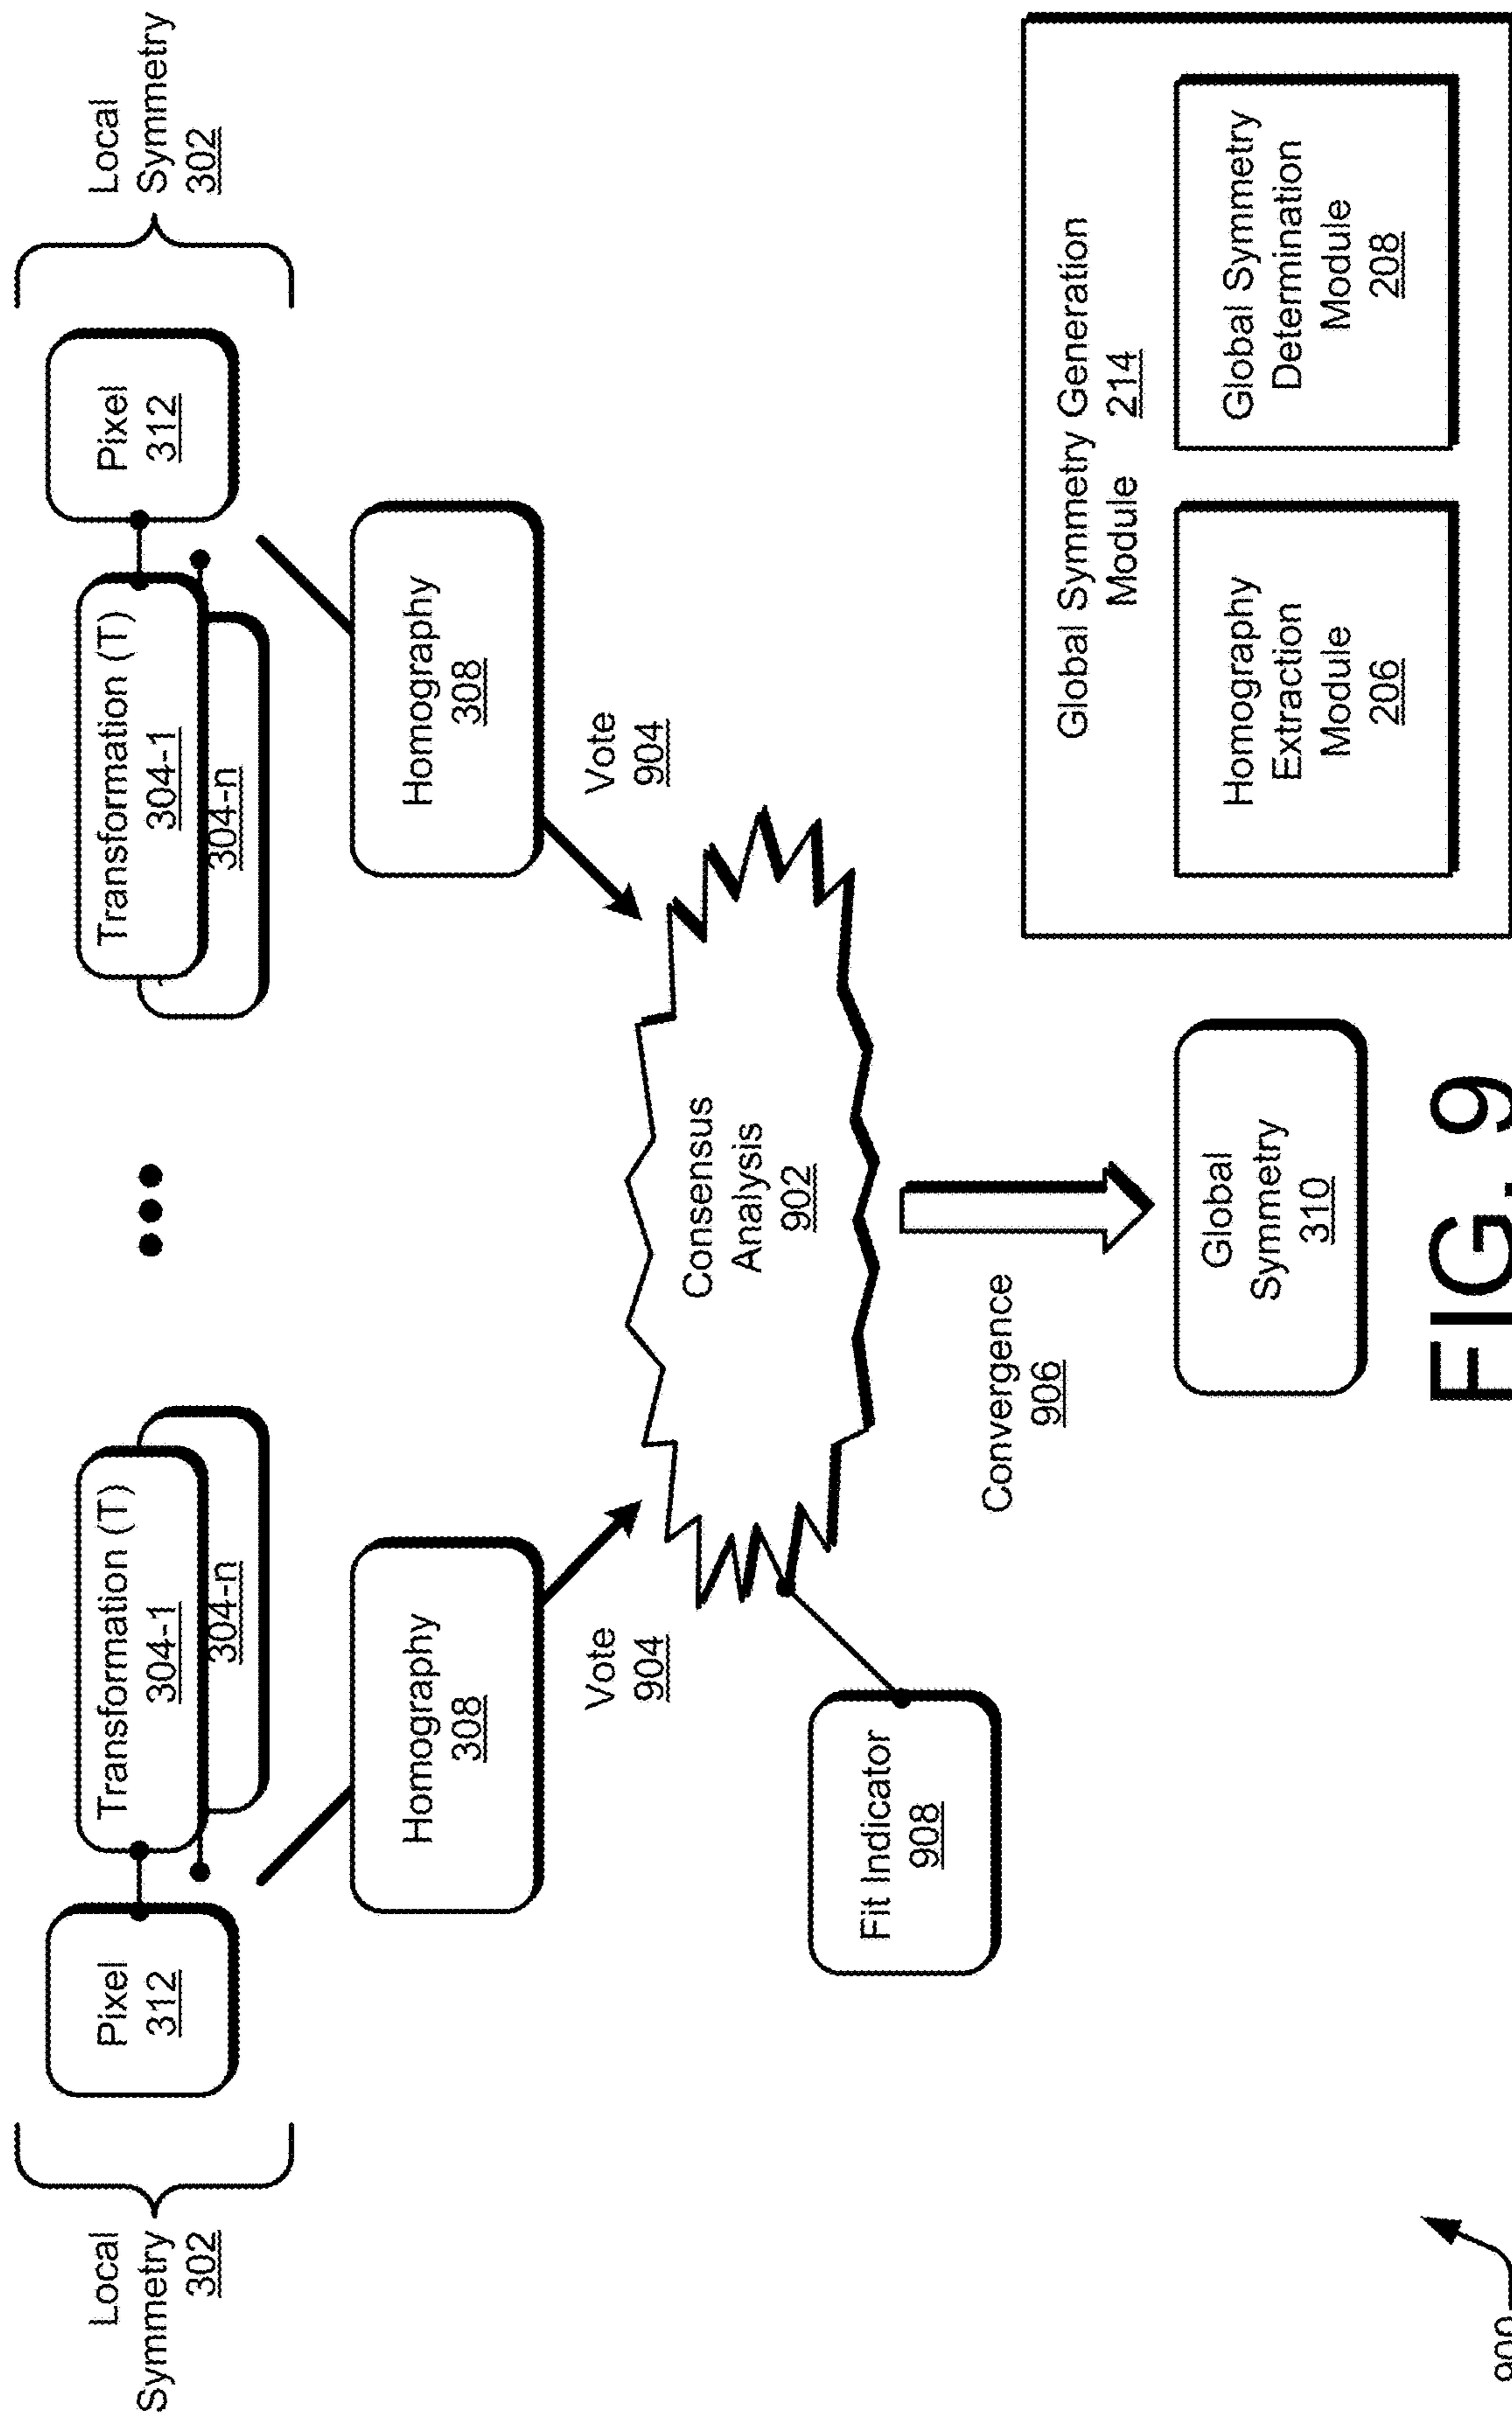 Local
Symmetry
302
Pixel
312
Transformation (T)
304-1
304-n
Transformation (T)
304-1
304-n
Pixel
312
Local
Symmetry
302
Homography
308
Homography
308
Vote
904
Vote
904
Consensus
Analysis
902
Fit Indicator
908
Convergence
906
Global
Symmetry
310
Global Symmetry Generation
Module 214
Homography
Extraction
Module
206
Global Symmetry
Determination
Module
208
FIG. 9